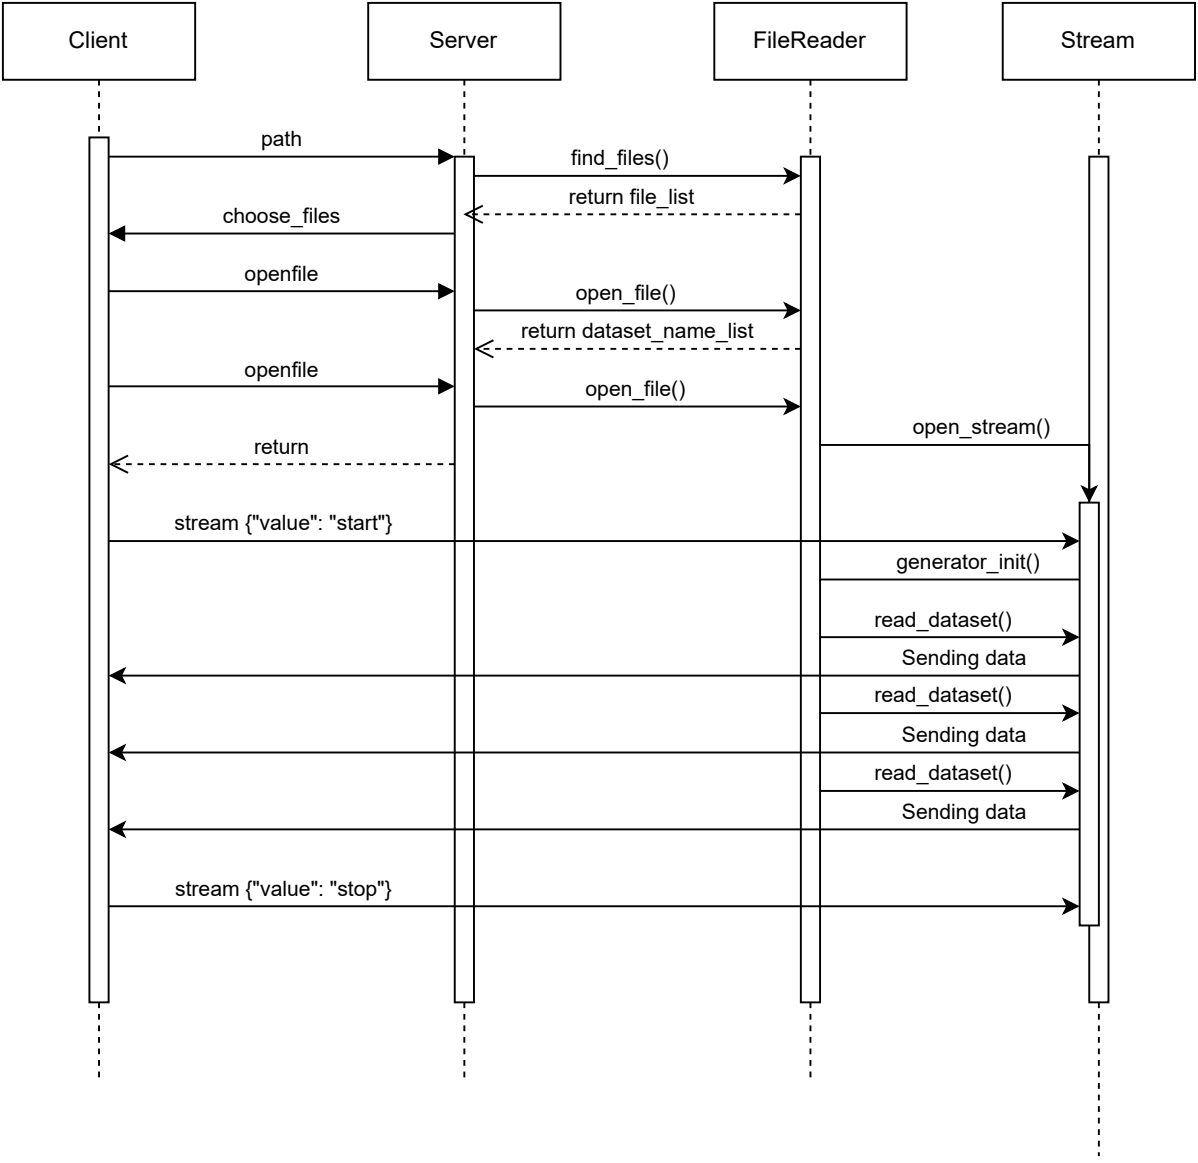 Client
Server
FileReader
Stream
path
find_files()
return file_list
choose_files
openfile
open_file()
return dataset_name_list
openfile
open_file()
open_stream()
return
stream {"value": "start"}
generator_init()
read_dataset()
Sending data
read_dataset()
Sending data
read_dataset()
Sending data
stream {"value": "stop"}